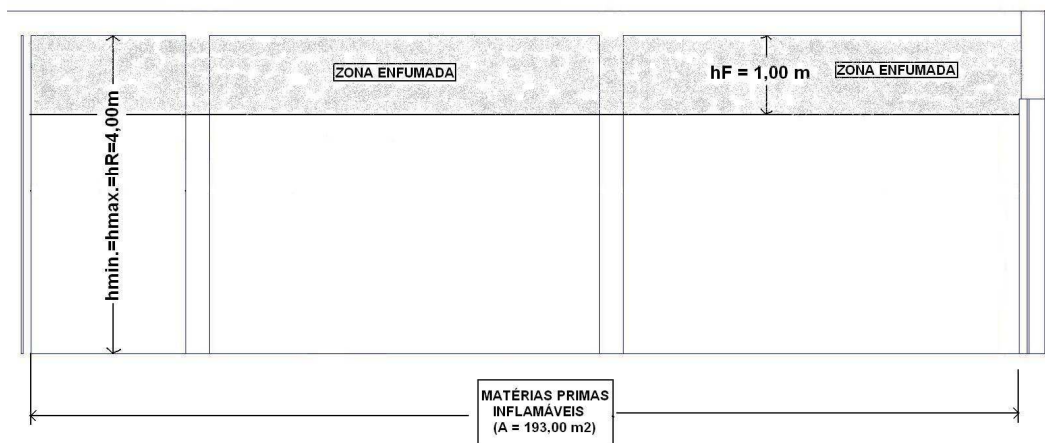 ZONA ENFUMADA
hF = 1,00 m
ZONA ENFUMADA
hmin.=hmax.=hR=4,00m
MATÉRIAS PRIMAS
INFLAMÁVEIS
(A = 193,00 m2)